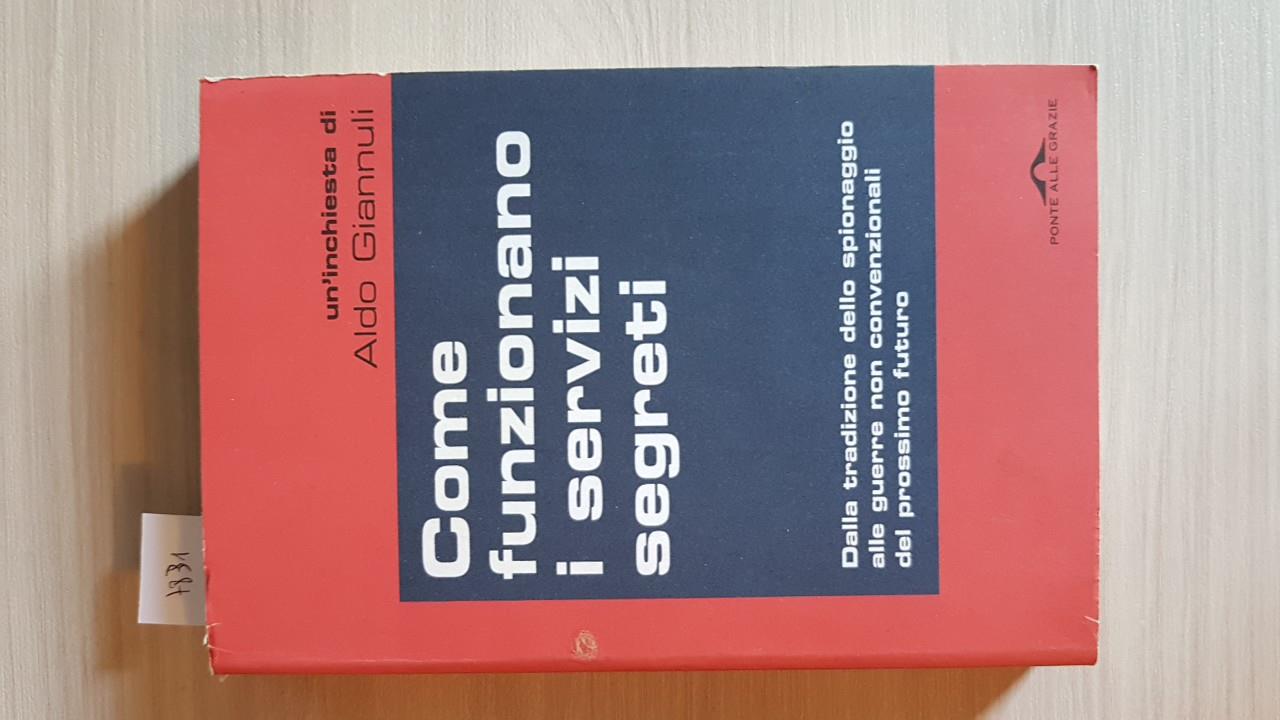 un'inchiesta di
Aldo Giannuli
Come
funzionano
i servizi
segreti
Dalla tradizione dello spionaggio
alle guerre non convenzionali
del prossimo futuro
PONTE ALLE GRAZIE